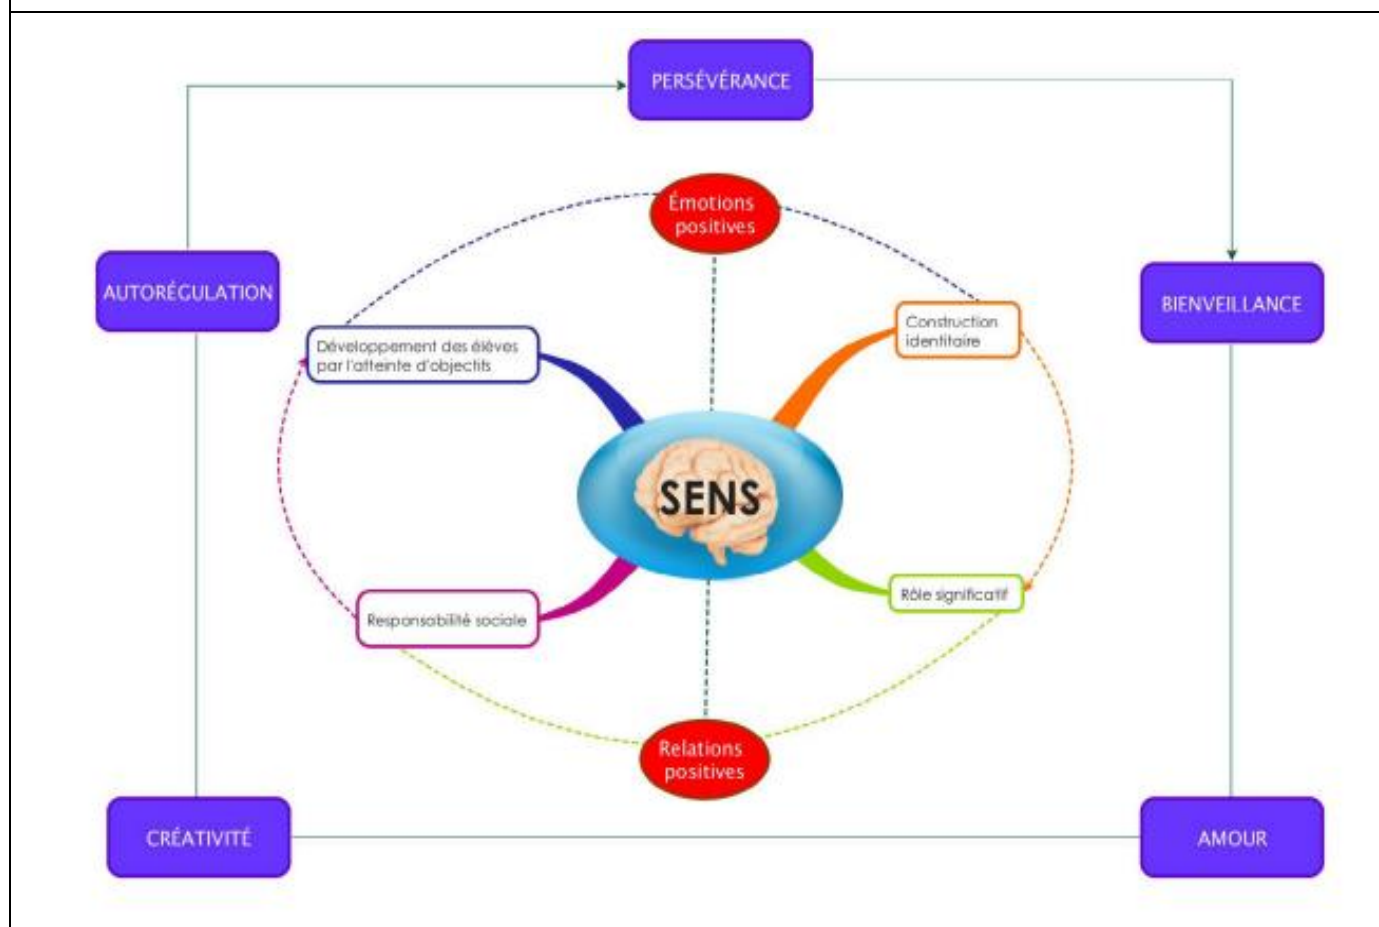 PERSÉVÉRANCE
Émotions
positives
AUTORÉGULATION
BIENVEILLANCE
Construction
identitaire
Développement des élèves
par l'atteinte d'objectifs
SENS
Rôle significatif
Responsabilité sociale
Relations
positives
CRÉATIVITÉ
AMOUR